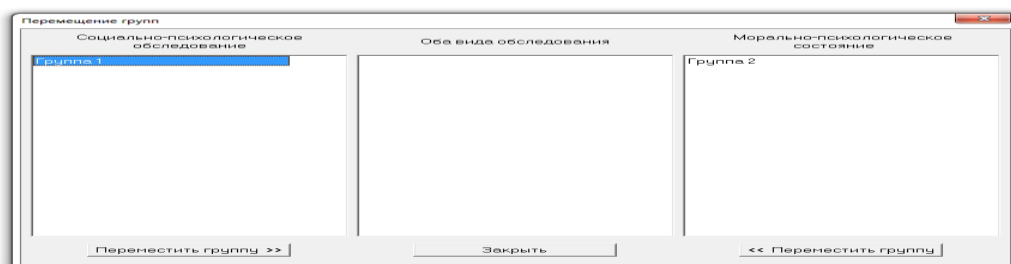 Перемещение групп
Социально-психологическое
обследование
Оба вида обследования
Морально-психологическое
состояние
Группа 1
Группа 2
Переместить группу >>
Закрыть
<< Переместить группу